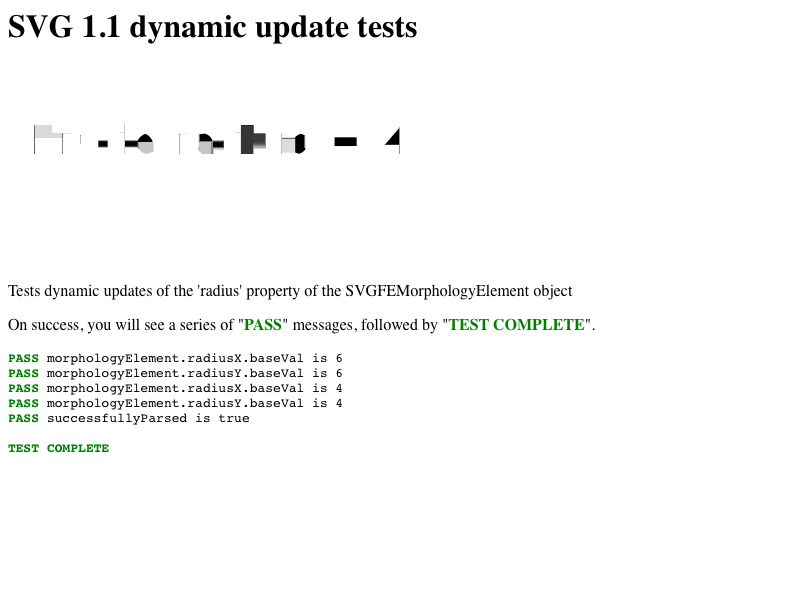 SVG 1.1 dynamic update tests
Tests dynamic updates of the 'radius' property of the SVGFEMorphologyElement object
On success, you will see a series of "PASS" messages, followed by "TEST COMPLETE".
PASS morphologyElement.radiusX.baseVal is 6
PASS morphologyElement.radiusY.baseVal is 6
PASS morphologyElement.radiusX.baseVal is 4
PASS morphologyElement.radiusY.baseVal is 4
PASS successfullyParsed is true
TEST COMPLETE